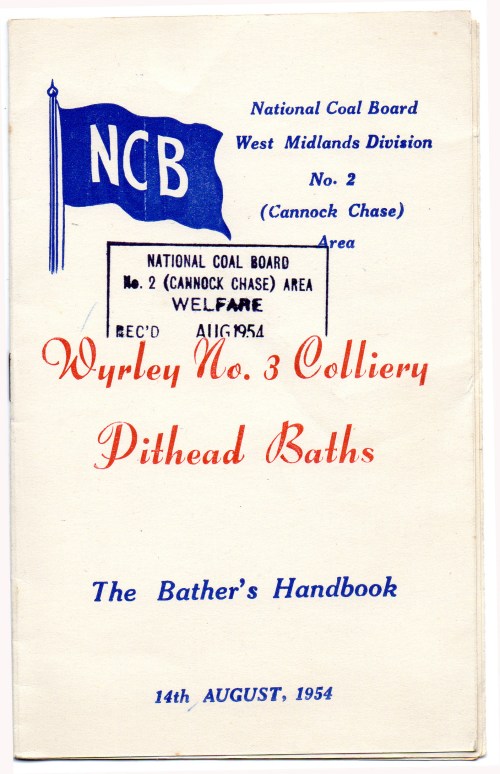 NCB
National Coal Board
West Midlands Division
No. 2
(Cannock Chase)
Area
NATIONAL COAL BOARD
No. 2 (CANNOCK CHASE) AREA
WELFARE
REC'D AUG 1954
Wyrley No. 3 Colliery
Pithead Baths
The Bather's Handbook
14th AUGUST, 1954